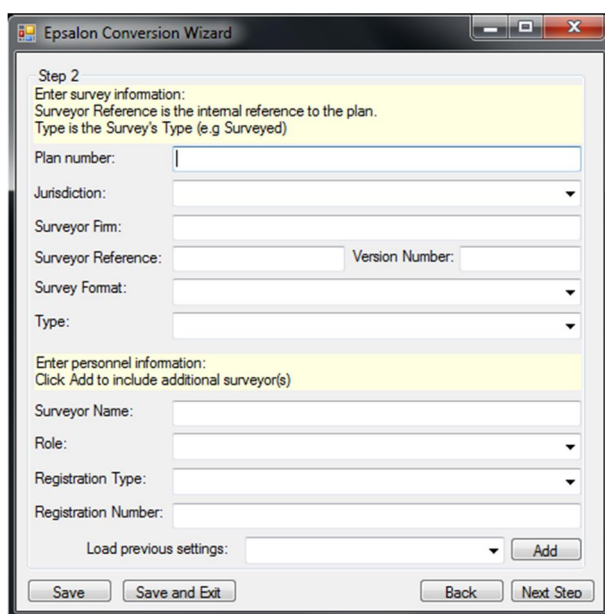 Epsalon Conversion Wizard
Step 2
Enter survey information:
Surveyor Reference is the internal reference to the plan.
Type is the Survey's Type (e.g Surveyed)
Plan number:
Jurisdiction:
Surveyor Firm:
Surveyor Reference: Version Number:
Survey Format:
Type:
Enter personnel information:
Click Add to include additional surveyor(s)
Surveyor Name:
Role:
Registration Type:
Registration Number:
Load previous settings: Add
Save Save and Exit Back Next Step